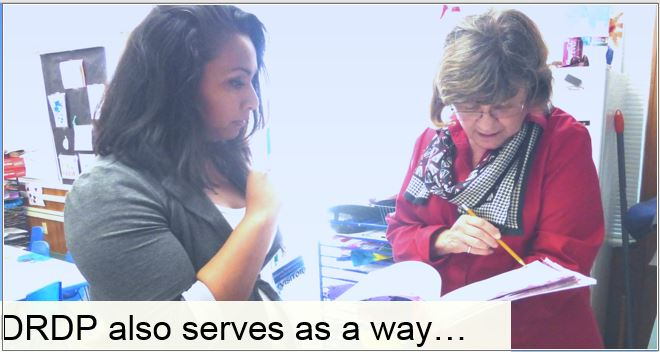 DRDP also serves as a way…